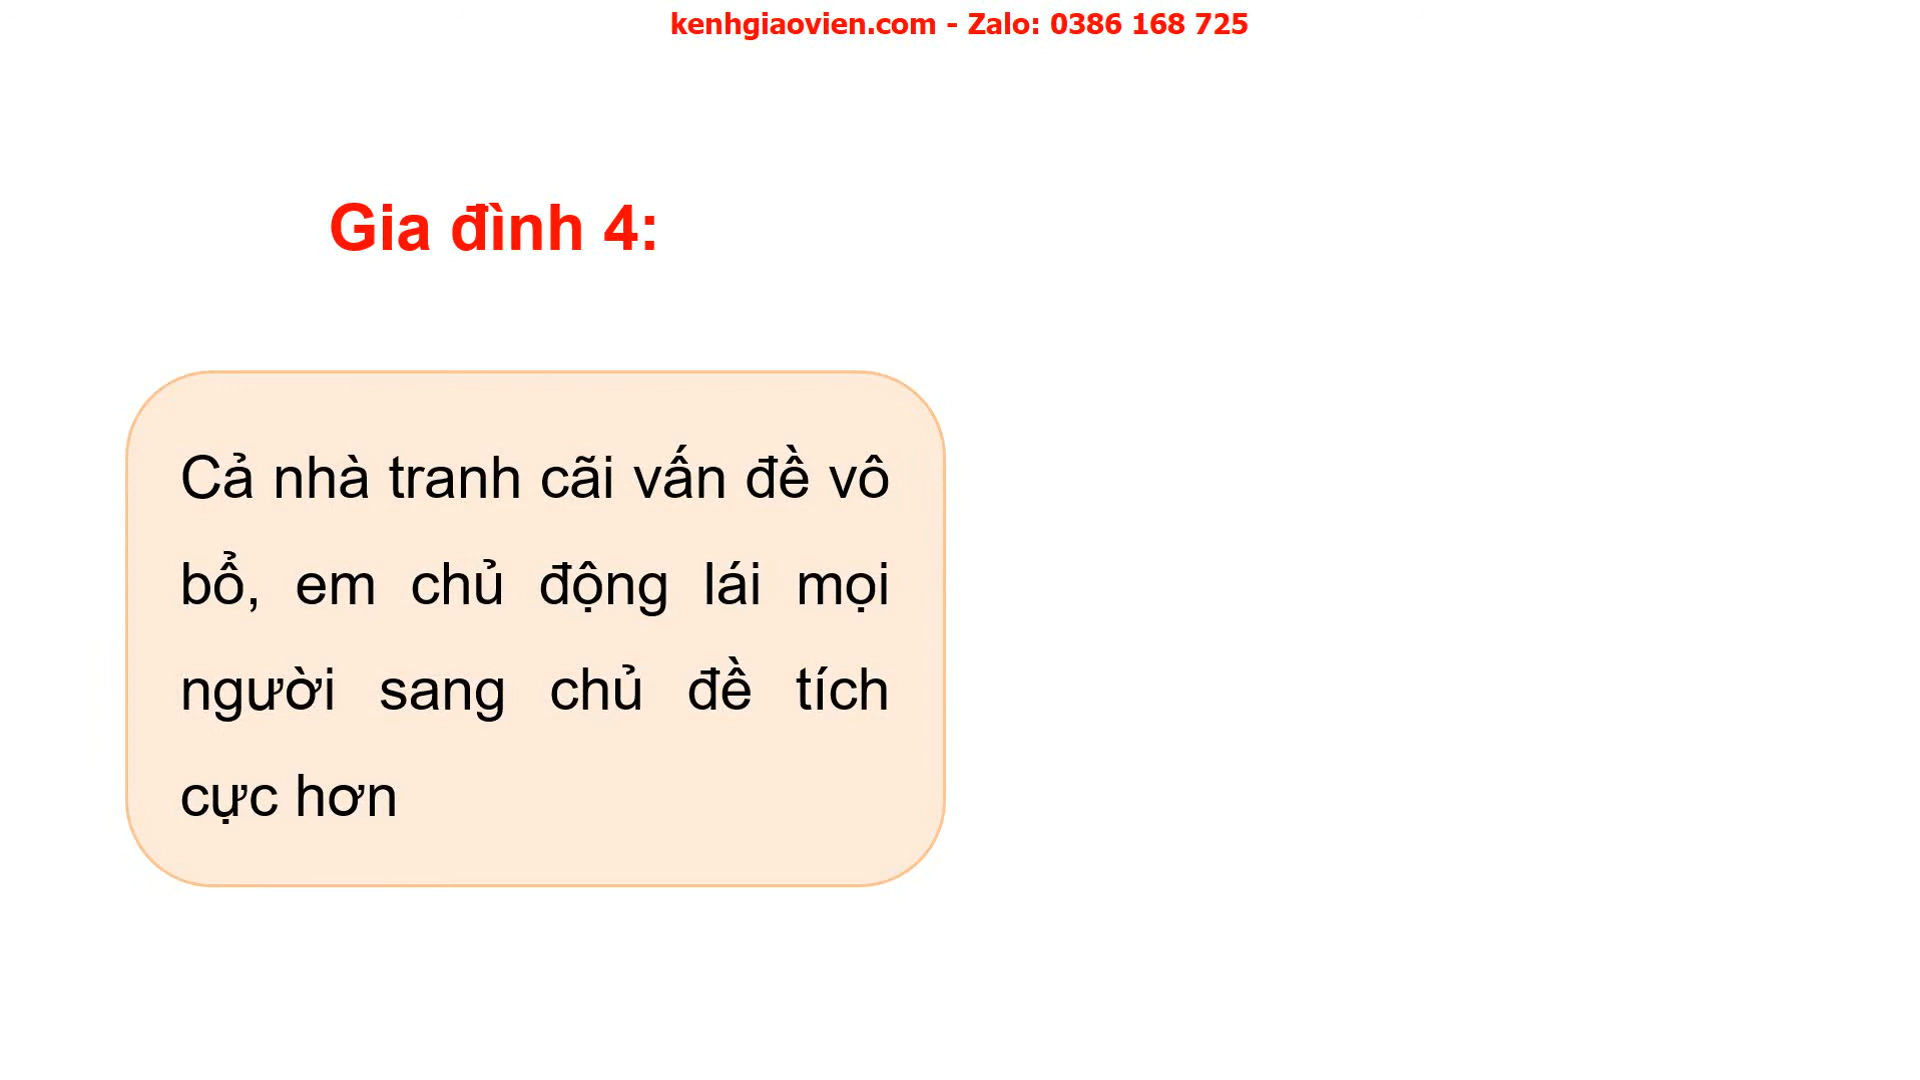 kenhgiaovien.com - Zalo: 0386 168 725
Gia đình 4:
Cả nhà tranh cãi vấn đề vô
bổ, em chủ động lái mọi
người sang chủ đề tích
cực hơn